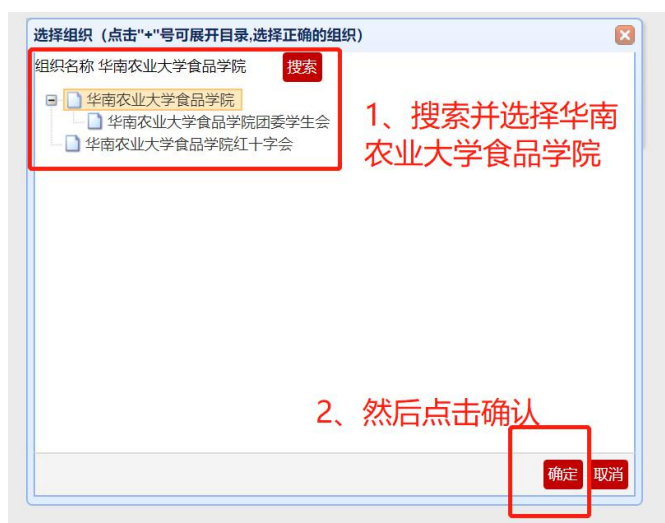 选择组织（点击"+"号可展开目录,选择正确的组织）
组织名称 华南农业大学食品学院 搜索
华南农业大学食品学院
华南农业大学食品学院团委学生会
华南农业大学食品学院红十字会
1、搜索并选择华南
农业大学食品学院
2、然后点击确认
确定 取消